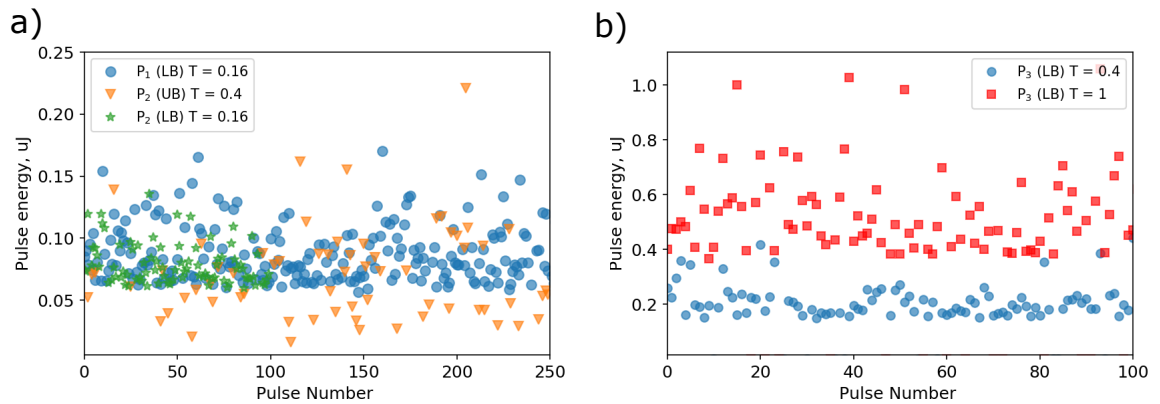 a)
0.25
0.20
0.15
0.10
0.05
0
50
100
150
200
250
Pulse energy, uJ
Pulse Number
P₁ (LB) T = 0.16
P₂ (UB) T = 0.4
P₂ (LB) T = 0.16
b)
1.0
0.8
0.6
0.4
0.2
0
20
40
60
80
100
Pulse energy, uJ
Pulse Number
P₃ (LB) T = 0.4
P₃ (LB) T = 1